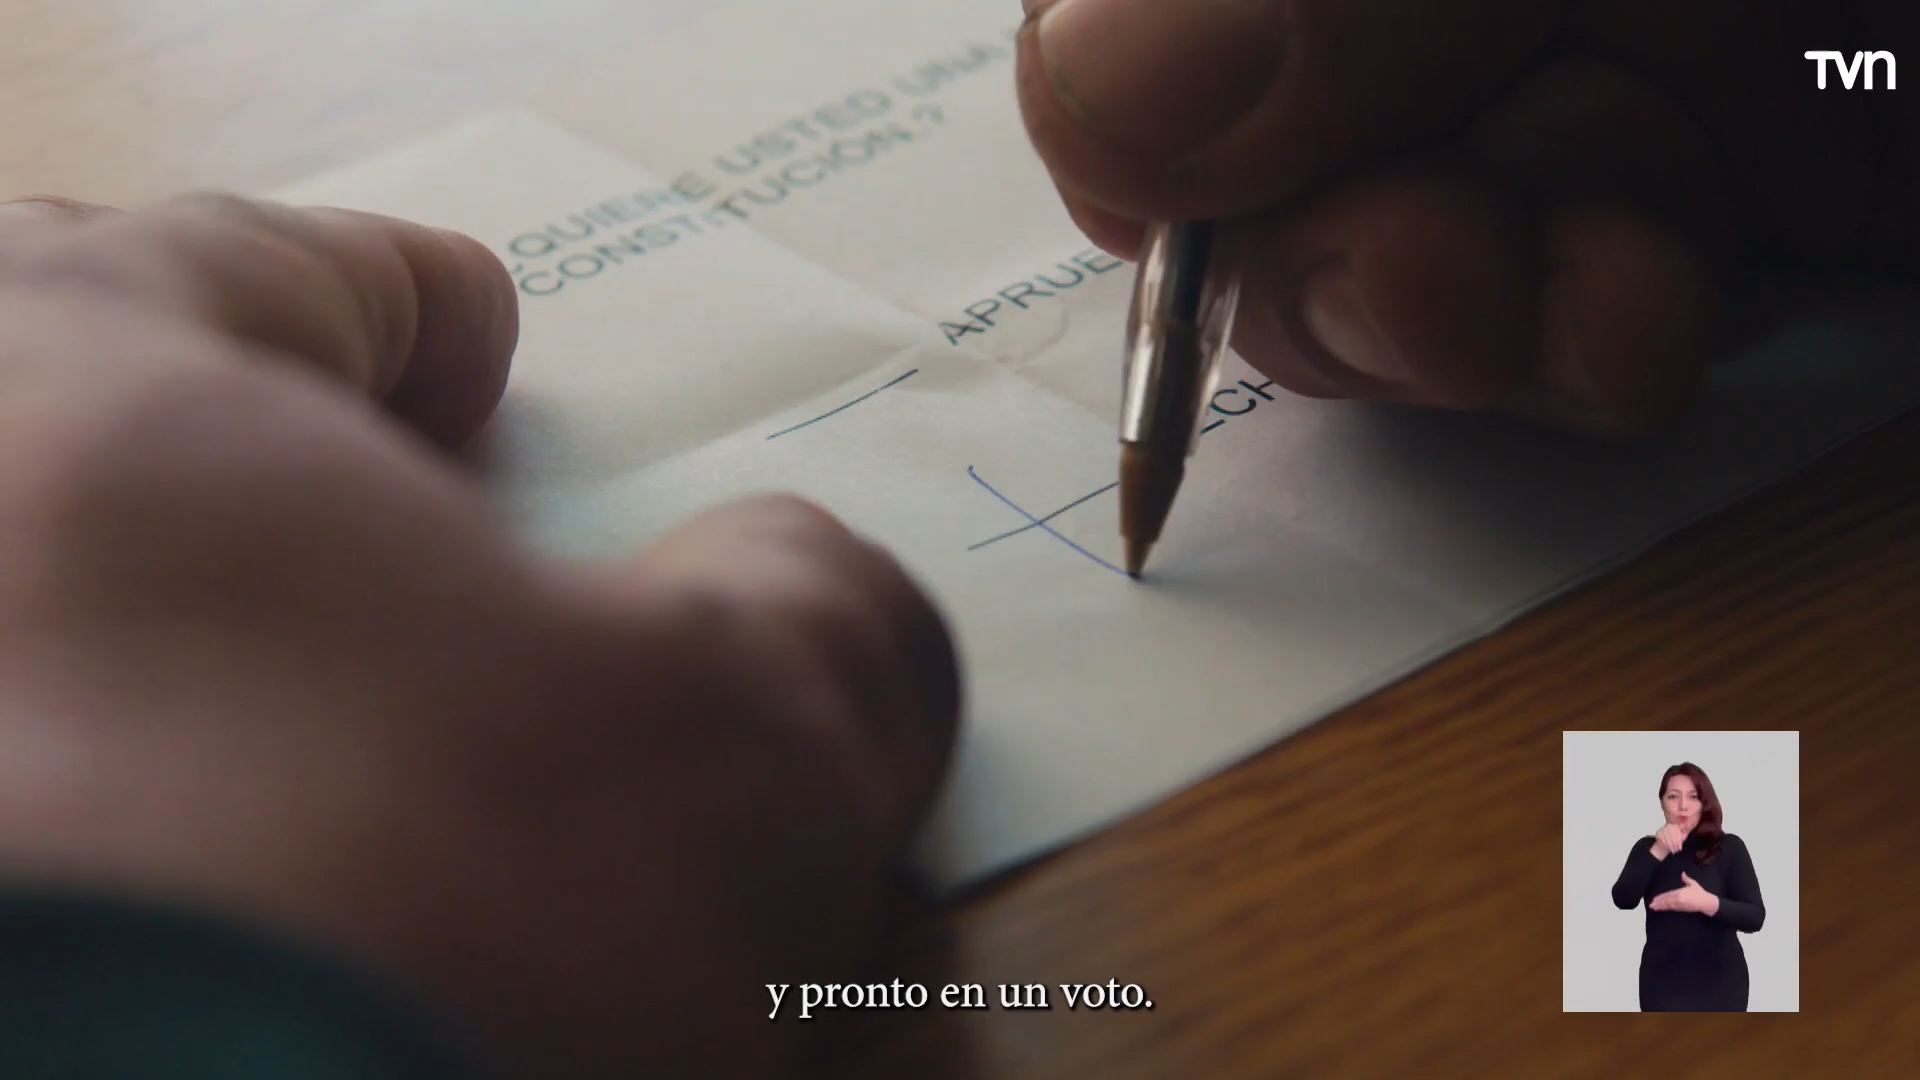 TVN
¿QUIERE USTED UNA
CONSTITUCIÓN?
APRUE
ECH
y pronto en un voto.